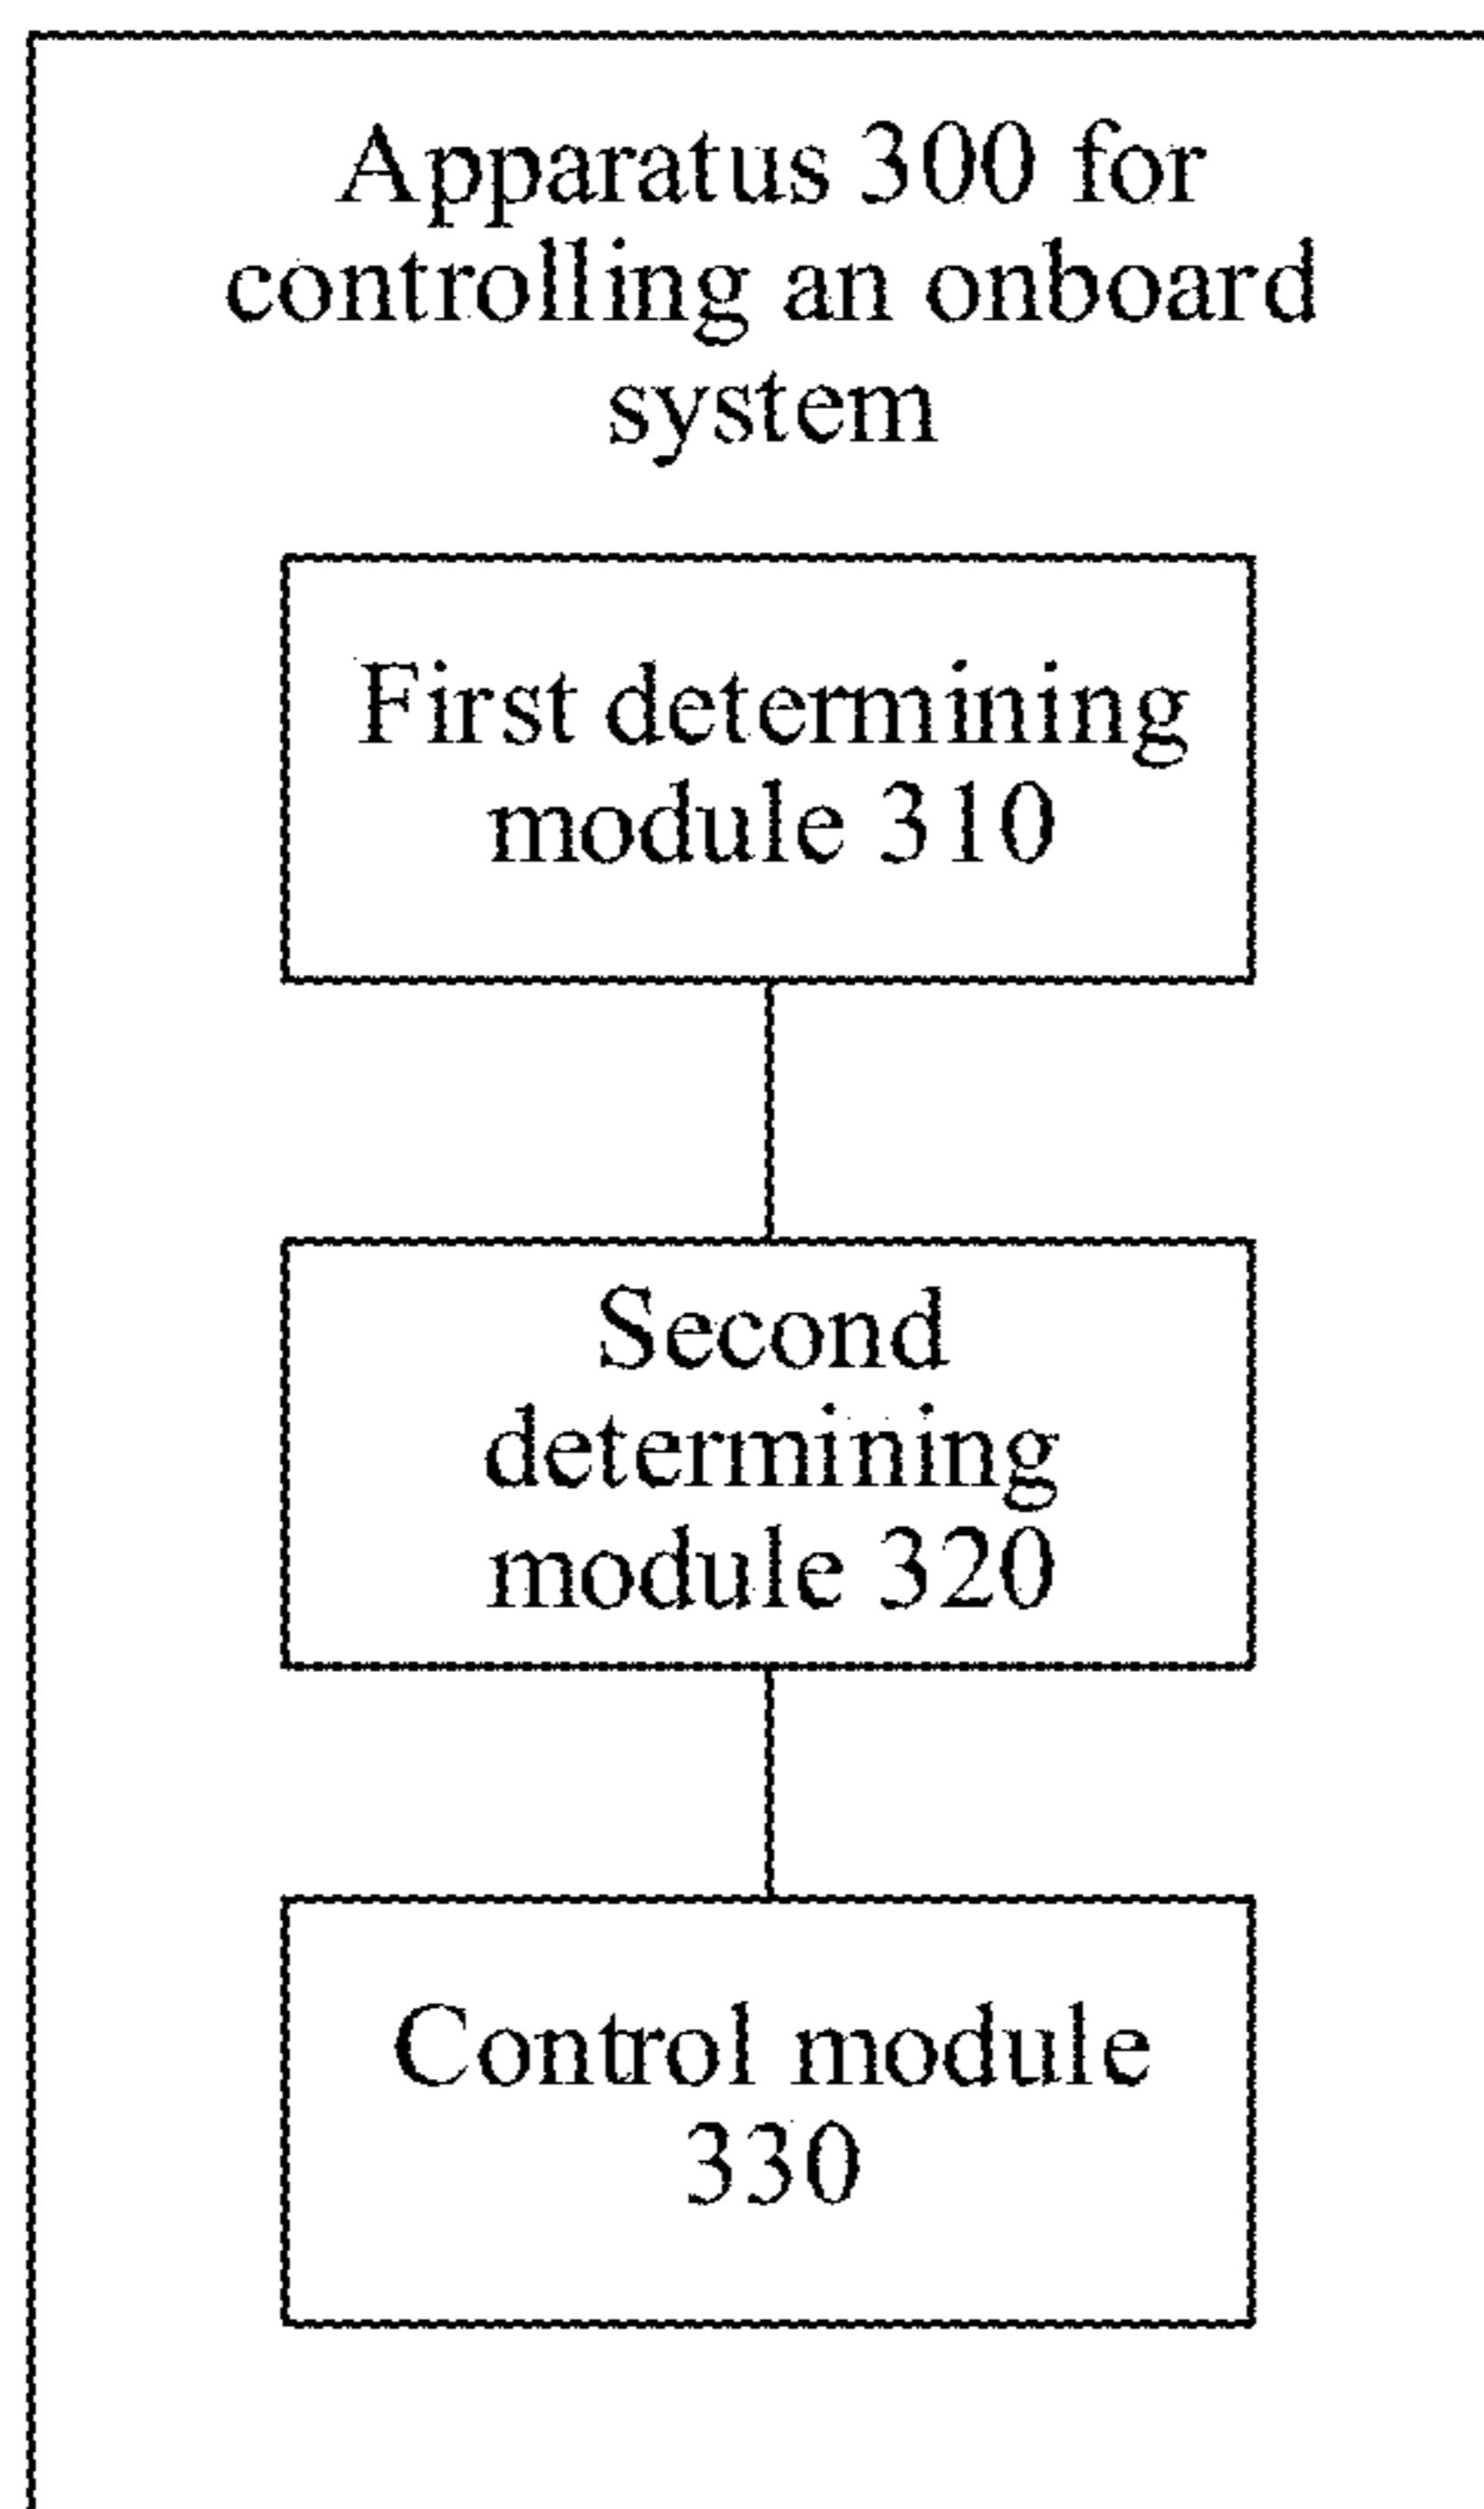 Apparatus 300 for
controlling an onboard
system
First determining
module 310
Second
determining
module 320
Control module
330